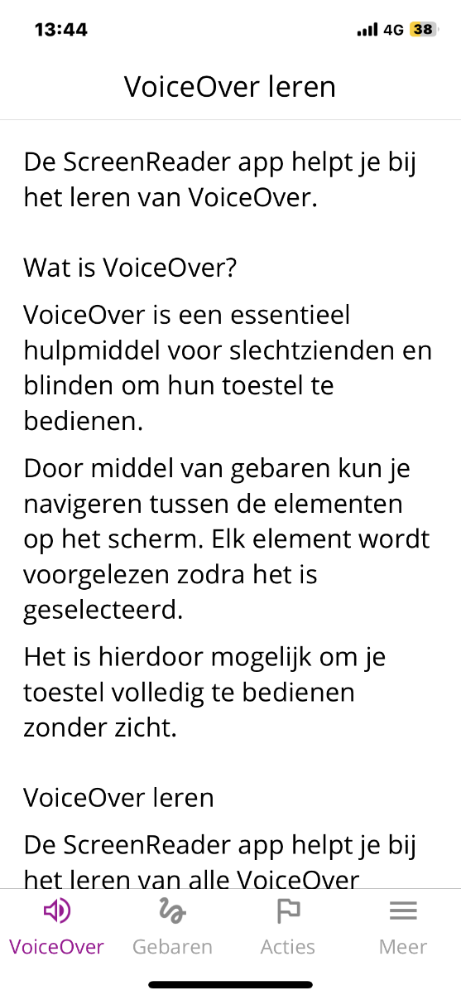 13:44
4G 38
VoiceOver leren
De ScreenReader app helpt je bij
het leren van VoiceOver.
Wat is VoiceOver?
VoiceOver is een essentieel
hulpmiddel voor slechtzienden en
blinden om hun toestel te
bedienen.
Door middel van gebaren kun je
navigeren tussen de elementen
op het scherm. Elk element wordt
voorgelezen zodra het is
geselecteerd.
Het is hierdoor mogelijk om je
toestel volledig te bedienen
zonder zicht.
VoiceOver leren
De ScreenReader app helpt je bij
het leren van alle VoiceOver
VoiceOver Gebaren Acties Meer